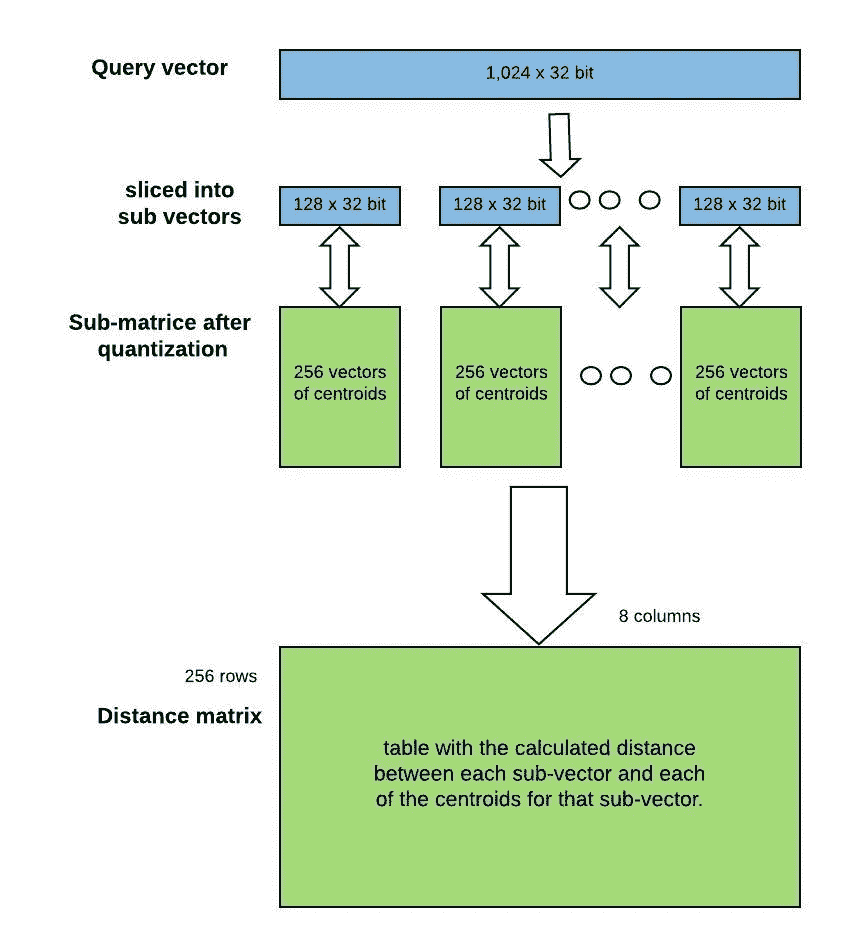 Query vector
1,024 x 32 bit
sliced into
sub vectors
128 x 32 bit
128 x 32 bit
128 x 32 bit
Sub-matrice after
quantization
256 vectors
of centroids
256 vectors
of centroids
256 vectors
of centroids
8 columns
256 rows
Distance matrix
table with the calculated distance
between each sub-vector and each
of the centroids for that sub-vector.